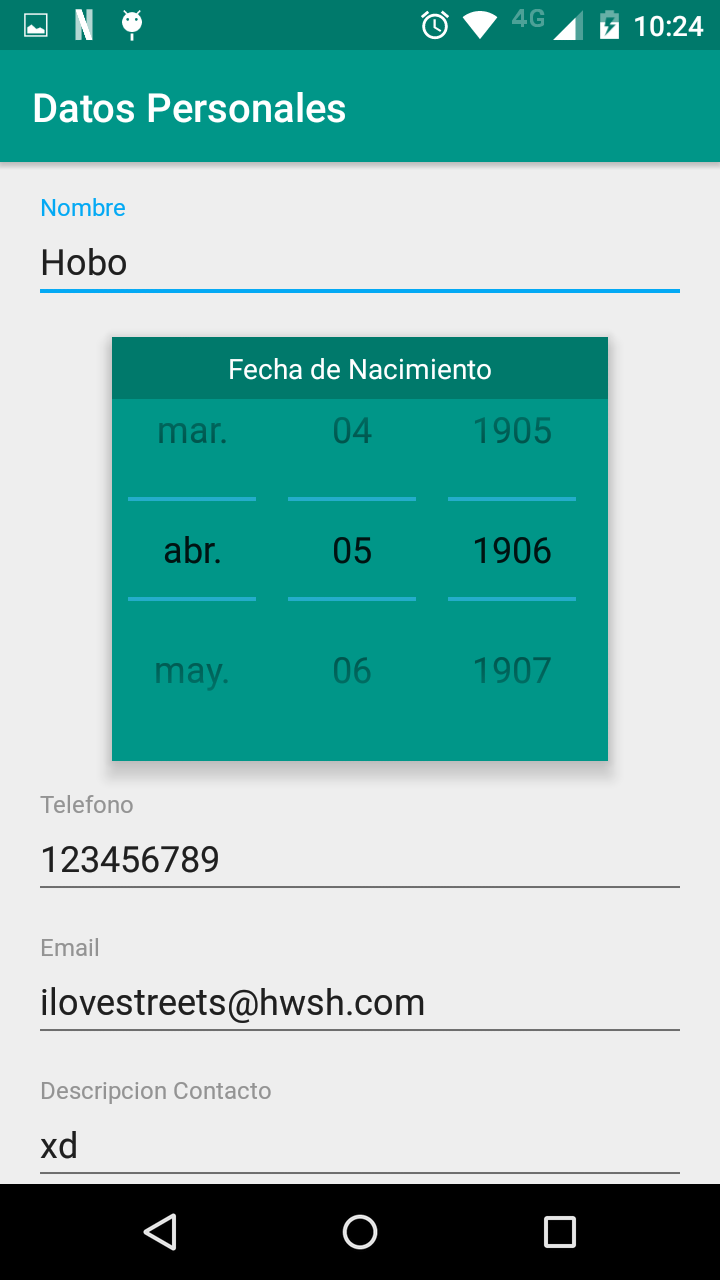 4G 10:24
Datos Personales
Nombre
Hobo
Fecha de Nacimiento
mar. 04 1905
abr. 05 1906
may. 06 1907
Telefono
123456789
Email
ilovestreets@hwsh.com
Descripcion Contacto
xd